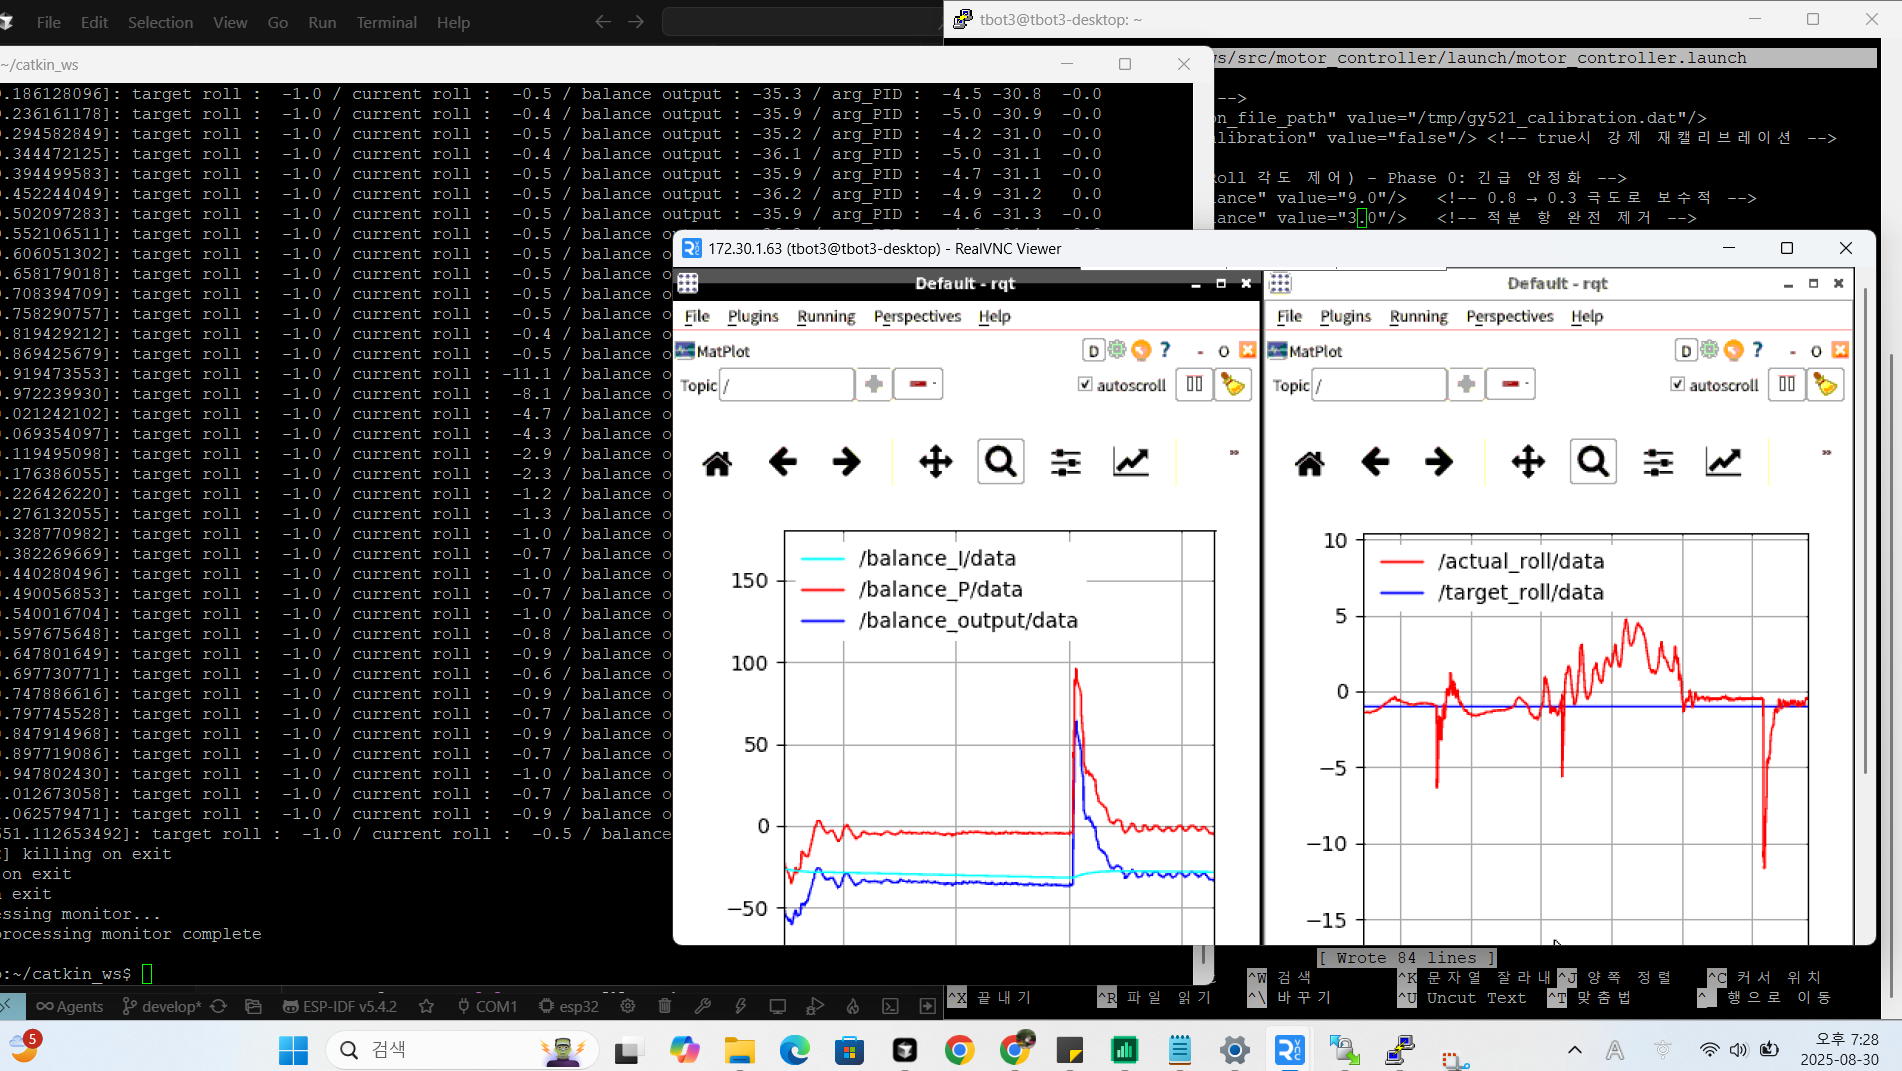 File Edit Selection View Go Run Terminal Help
tbot3@tbot3-desktop: ~
~/catkin_ws
.186128096]: target roll :  -1.0 / current roll :  -0.5 / balance output : -35.3 / arg_PID :  -4.5 -30.8  -0.0
.236161178]: target roll :  -1.0 / current roll :  -0.4 / balance output : -35.9 / arg_PID :  -5.0 -30.9  -0.0
.294582849]: target roll :  -1.0 / current roll :  -0.5 / balance output : -35.2 / arg_PID :  -4.2 -31.0  -0.0
.344472125]: target roll :  -1.0 / current roll :  -0.4 / balance output : -36.1 / arg_PID :  -5.0 -31.1  -0.0
.394499583]: target roll :  -1.0 / current roll :  -0.5 / balance output : -35.9 / arg_PID :  -4.7 -31.1  -0.0
.452244049]: target roll :  -1.0 / current roll :  -0.5 / balance output : -36.2 / arg_PID :  -4.9 -31.2   0.0
.502097283]: target roll :  -1.0 / current roll :  -0.5 / balance output : -35.9 / arg_PID :  -4.6 -31.3  -0.0
.552106511]: target roll :  -1.0 / current roll :  -0.5 /
.606051302]: target roll :  -1.0 / current roll :  -0.5 / balance o
.658179018]: target roll :  -1.0 / current roll :  -0.5 / balance o
.708394709]: target roll :  -1.0 / current roll :  -0.5 / balance o
.758290757]: target roll :  -1.0 / current roll :  -0.5 / balance o
.819429212]: target roll :  -1.0 / current roll :  -0.4 / balance o
.869425679]: target roll :  -1.0 / current roll :  -0.5 / balance o
.919473553]: target roll :  -1.0 / current roll : -11.1 / balance o
.972239930]: target roll :  -1.0 / current roll :  -8.1 / balance o
.021242102]: target roll :  -1.0 / current roll :  -4.7 / balance o
.069354097]: target roll :  -1.0 / current roll :  -4.3 / balance o
.119495098]: target roll :  -1.0 / current roll :  -2.9 / balance o
.176386055]: target roll :  -1.0 / current roll :  -2.3 / balance o
.226426220]: target roll :  -1.0 / current roll :  -1.2 / balance o
.276132055]: target roll :  -1.0 / current roll :  -1.3 / balance o
.328770982]: target roll :  -1.0 / current roll :  -1.0 / balance o
.382269669]: target roll :  -1.0 / current roll :  -0.7 / balance o
.440280496]: target roll :  -1.0 / current roll :  -1.0 / balance o
.490056853]: target roll :  -1.0 / current roll :  -0.7 / balance o
.540016704]: target roll :  -1.0 / current roll :  -1.0 / balance o
.597675648]: target roll :  -1.0 / current roll :  -0.8 / balance o
.647801649]: target roll :  -1.0 / current roll :  -0.9 / balance o
.697730771]: target roll :  -1.0 / current roll :  -0.6 / balance o
.747886616]: target roll :  -1.0 / current roll :  -0.9 / balance o
.797745528]: target roll :  -1.0 / current roll :  -0.7 / balance o
.847914968]: target roll :  -1.0 / current roll :  -0.9 / balance o
.897719086]: target roll :  -1.0 / current roll :  -0.7 / balance o
.947802430]: target roll :  -1.0 / current roll :  -1.0 / balance o
.012673058]: target roll :  -1.0 / current roll :  -0.7 / balance o
.062579471]: target roll :  -1.0 / current roll :  -0.9 / balance o
551.112653492]: target roll :  -1.0 / current roll :  -0.5 / balance
] killing on exit
on exit
exit
essing monitor...
rocessing monitor complete
:~/catkin_ws$
s/src/motor_controller/launch/motor_controller.launch
-->
on_file_path" value="/tmp/gy521_calibration.dat"/>
alibration" value="false"/> <!-- true시 강제 재캘리브레이션 -->
Roll 각도 제어) - Phase 0: 긴급 안정화 -->
lance" value="9.0"/>   <!-- 0.8 → 0.3 극도로 보수적 -->
lance" value="3.0"/>   <!-- 적분 항 완전 제거 -->
172.30.1.63 (tbot3@tbot3-desktop) - RealVNC Viewer
Default - rqt
File Plugins Running Perspectives Help
MatPlot D ? - O
Topic / autoscroll
/balance_I/data
/balance_P/data
/balance_output/data
150
100
50
0
−50
Default - rqt
File Plugins Running Perspectives Help
MatPlot D ? - O
Topic / autoscroll
/actual_roll/data
/target_roll/data
10
5
0
−5
−10
−15
[ Wrote 84 lines ]
^W 검색 ^K 문자열 잘라내 ^J 양쪽 정렬 ^C 커서 위치
^X 끝내기 ^R 파일 읽기 ^\ 바꾸기 ^U Uncut Text ^T 맞춤법 ^_ 행으로 이동
Agents develop* ESP-IDF v5.4.2 COM1 esp32
5
검색
A
오후 7:28
2025-08-30